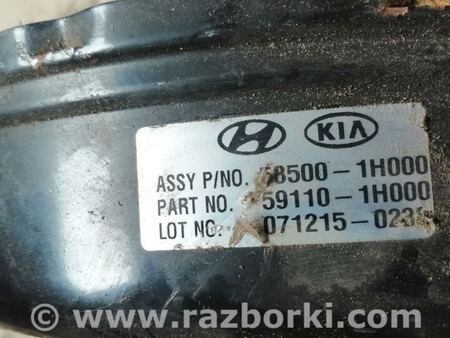 KIA
ASSY P/NO. 58500-1H000
PART NO. 59110-1H000
LOT NO. 071215-023
www.razborki.com